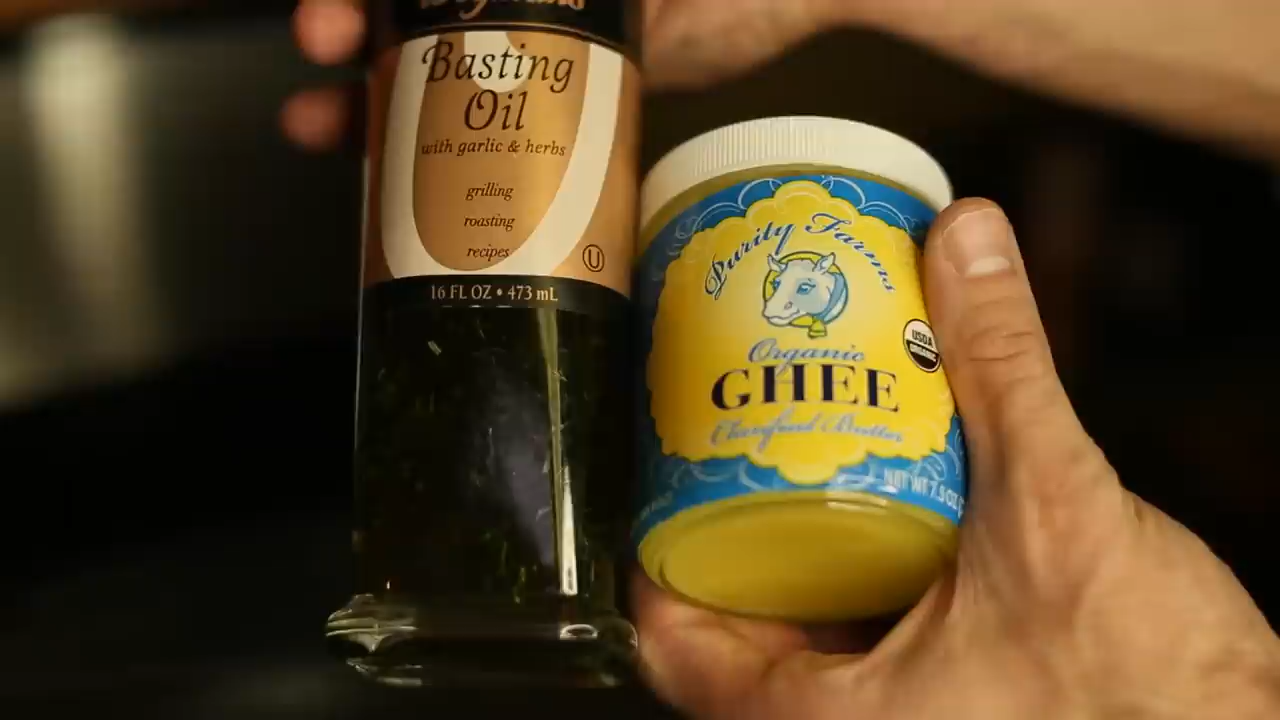 Basting
Oil
with garlic & herbs
grilling
roasting
recipes
U
16 FL OZ • 473 mL
Purity Farms
USDA
ORGANIC
Organic
GHEE
Clarified Butter
NET WT 7.5 OZ